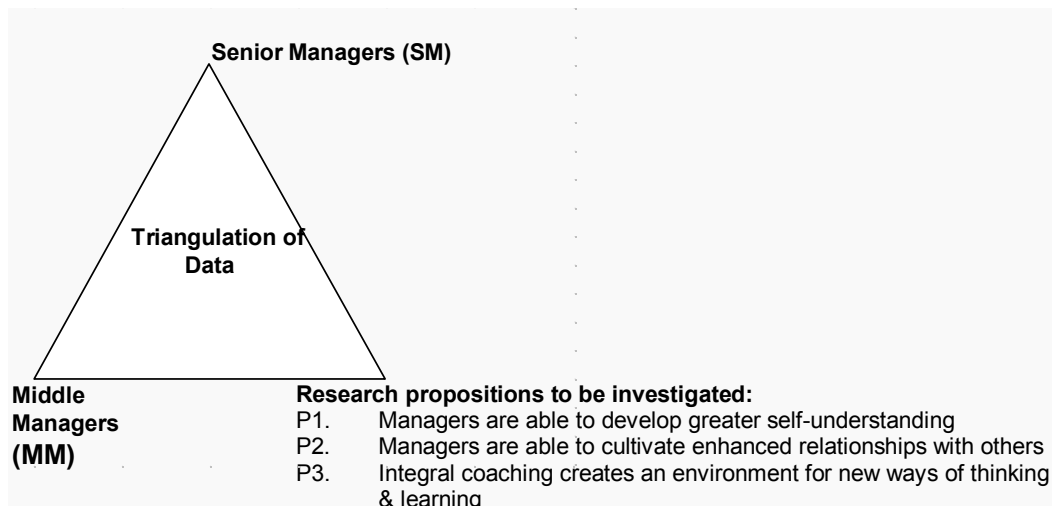 Senior Managers (SM)
Triangulation of
Data
Middle
Managers
(MM)
Research propositions to be investigated:
P1. Managers are able to develop greater self-understanding
P2. Managers are able to cultivate enhanced relationships with others
P3. Integral coaching creates an environment for new ways of thinking
& learning